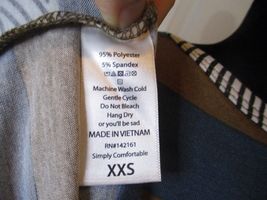 95% Polyester
5% Spandex
Machine Wash Cold
Gentle Cycle
Do Not Bleach
Hang Dry
or you'll be sad.
MADE IN VIETNAM
RN#142161
Simply Comfortable
XXS